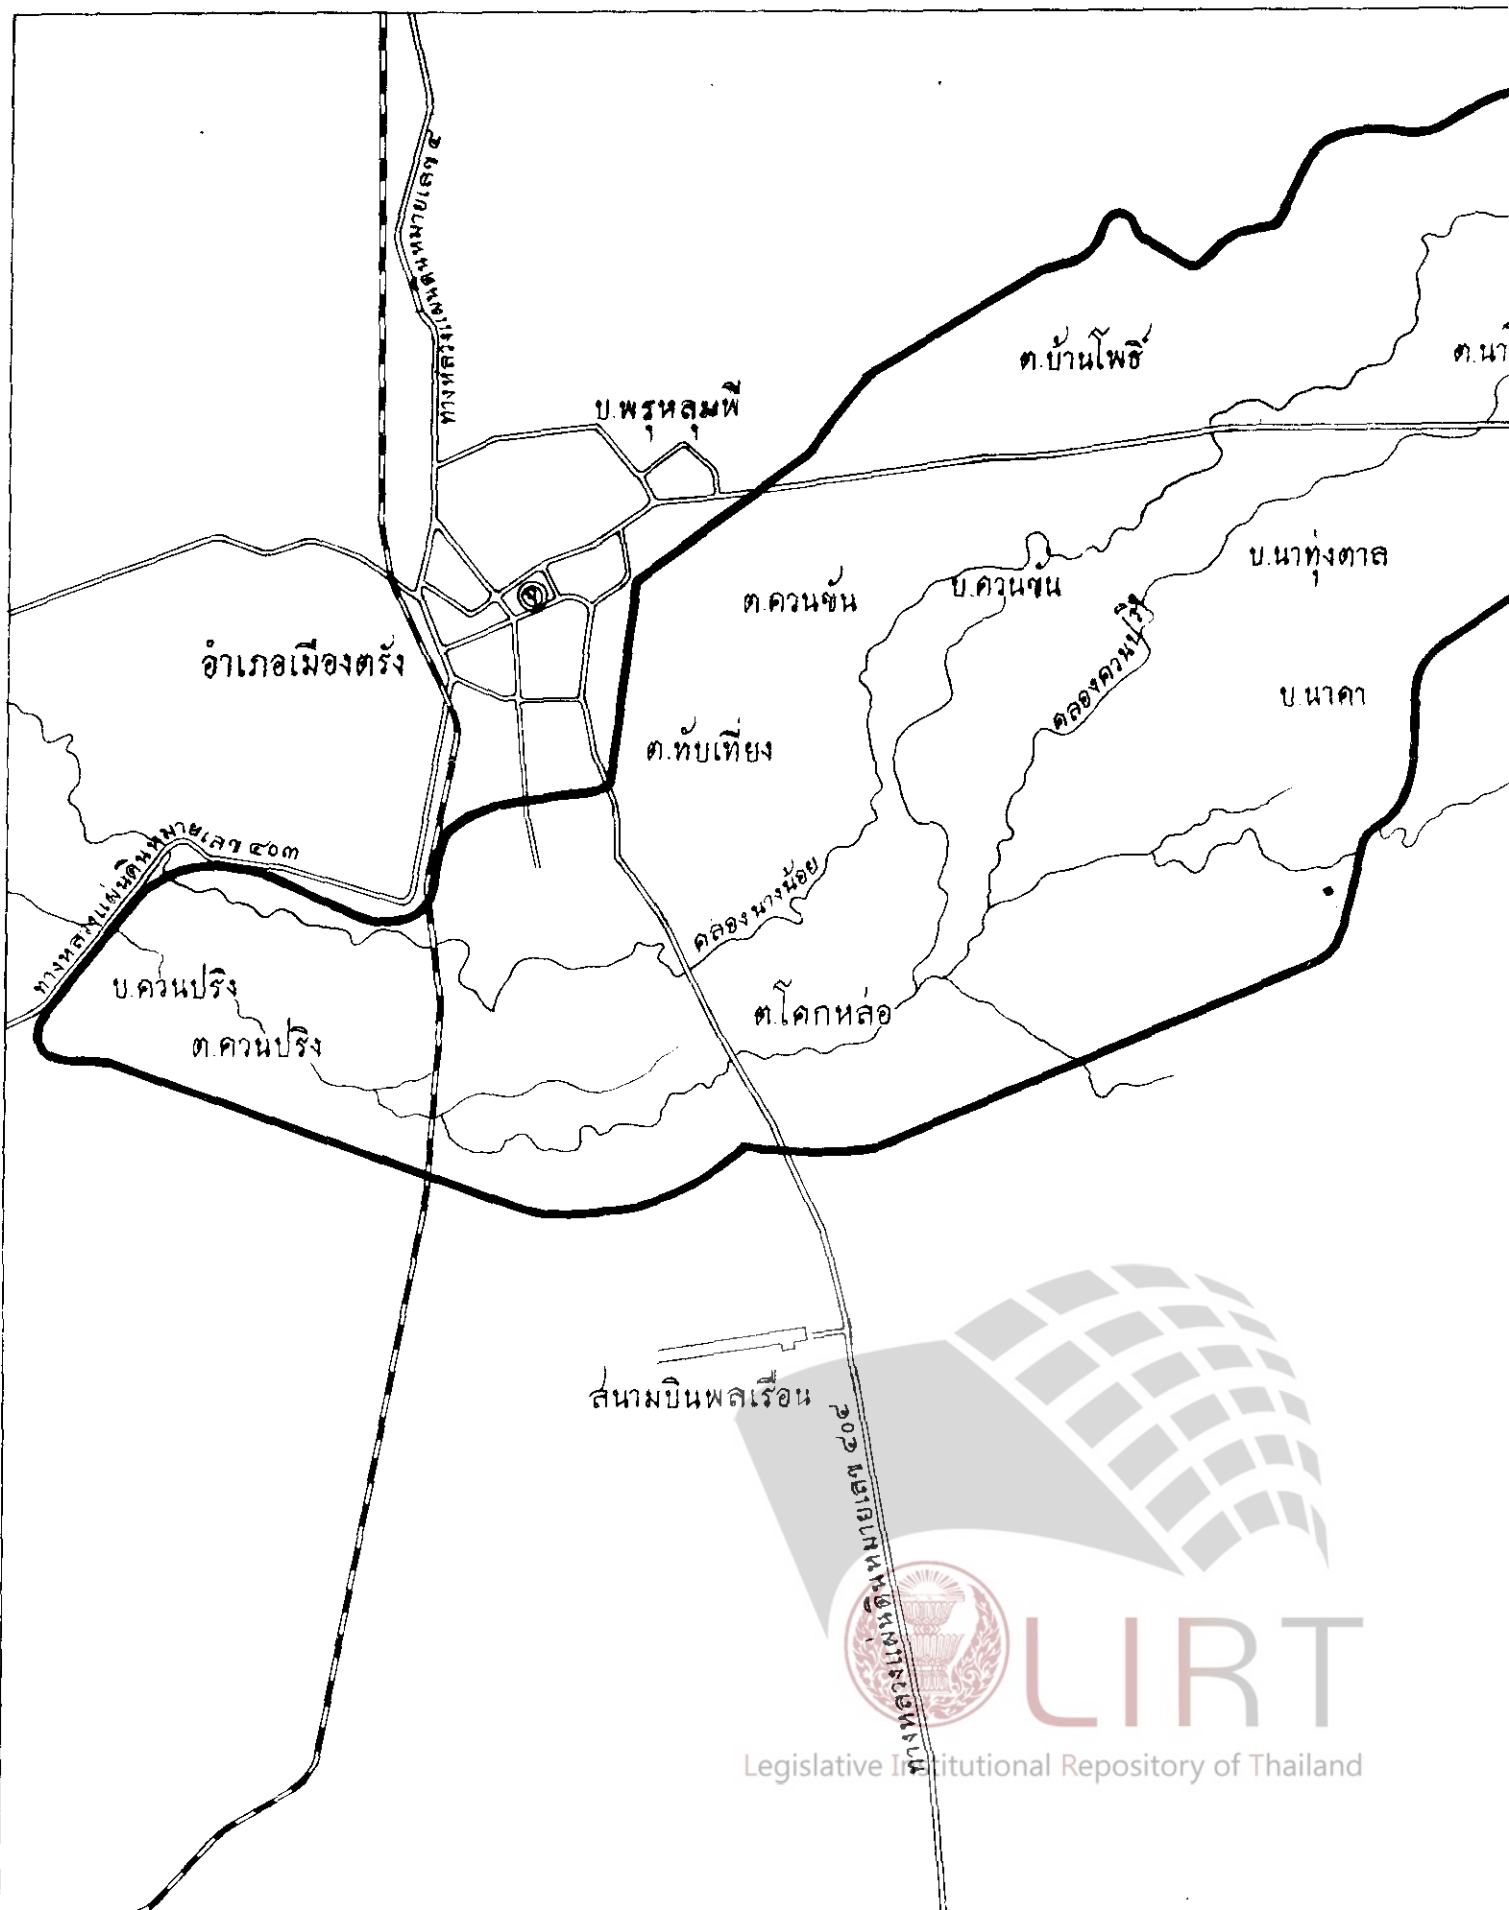 ทางหลวงแผ่นดินหมายเลข ๔
ต.บ้านโพธิ์
ต.นา
บ.พรุหลุมพี
บ.นาทุ่งตาล
ต.ควนขัน
บ.ควนขัน
คลองควนปริง
อำเภอเมืองตรัง
บ.นาคา
ต.ทับเที่ยง
ทางหลวงแผ่นดินหมายเลข ๔๐๓
คลองนางน้อย
บ.ควนปริง
ต.โคกหล่อ
ต.ควนปริง
สนามบินพลเรือน
ทางหลวงแผ่นดินหมายเลข ๔๐๔
LIRT
Legislative Institutional Repository of Thailand